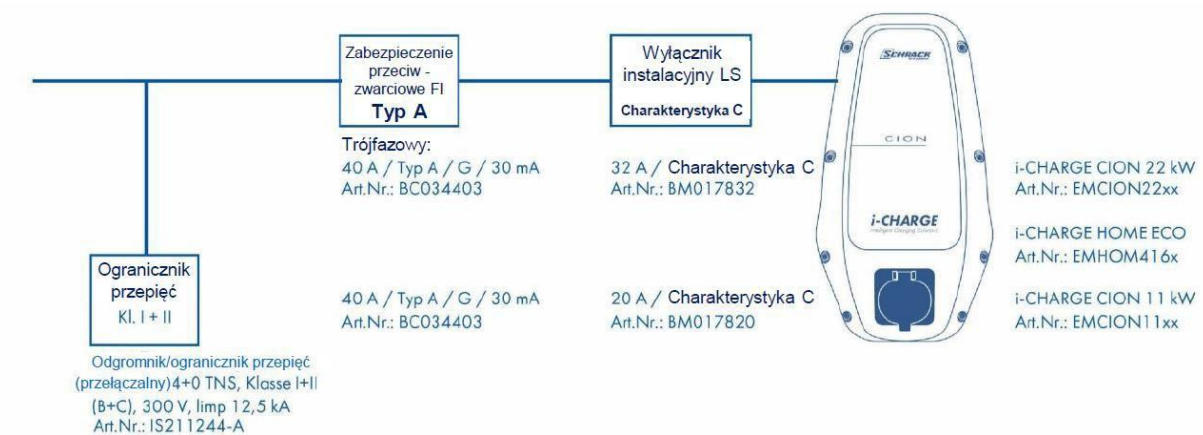 Zabezpieczenie
przeciw -
zwarciowe FI
Typ A
Wyłącznik
instalacyjny LS
Charakterystyka C
SCHRACK
CION
i-CHARGE
Trójfazowy:
40 A / Typ A / G / 30 mA
Art.Nr.: BC034403
32 A / Charakterystyka C
Art.Nr.: BM017832
i-CHARGE CION 22 kW
Art.Nr.: EMCION22xx
i-CHARGE HOME ECO
Art.Nr.: EMHOM416x
Ogranicznik
przepięć
Kl. I + II
40 A / Typ A / G / 30 mA
Art.Nr.: BC034403
20 A / Charakterystyka C
Art.Nr.: BM017820
i-CHARGE CION 11 kW
Art.Nr.: EMCION11xx
Odgromnik/ogranicznik przepięć
(przełączalny) 4+0 TNS, Klasse I+II
(B+C), 300 V, limp 12,5 kA
Art.Nr.: IS211244-A